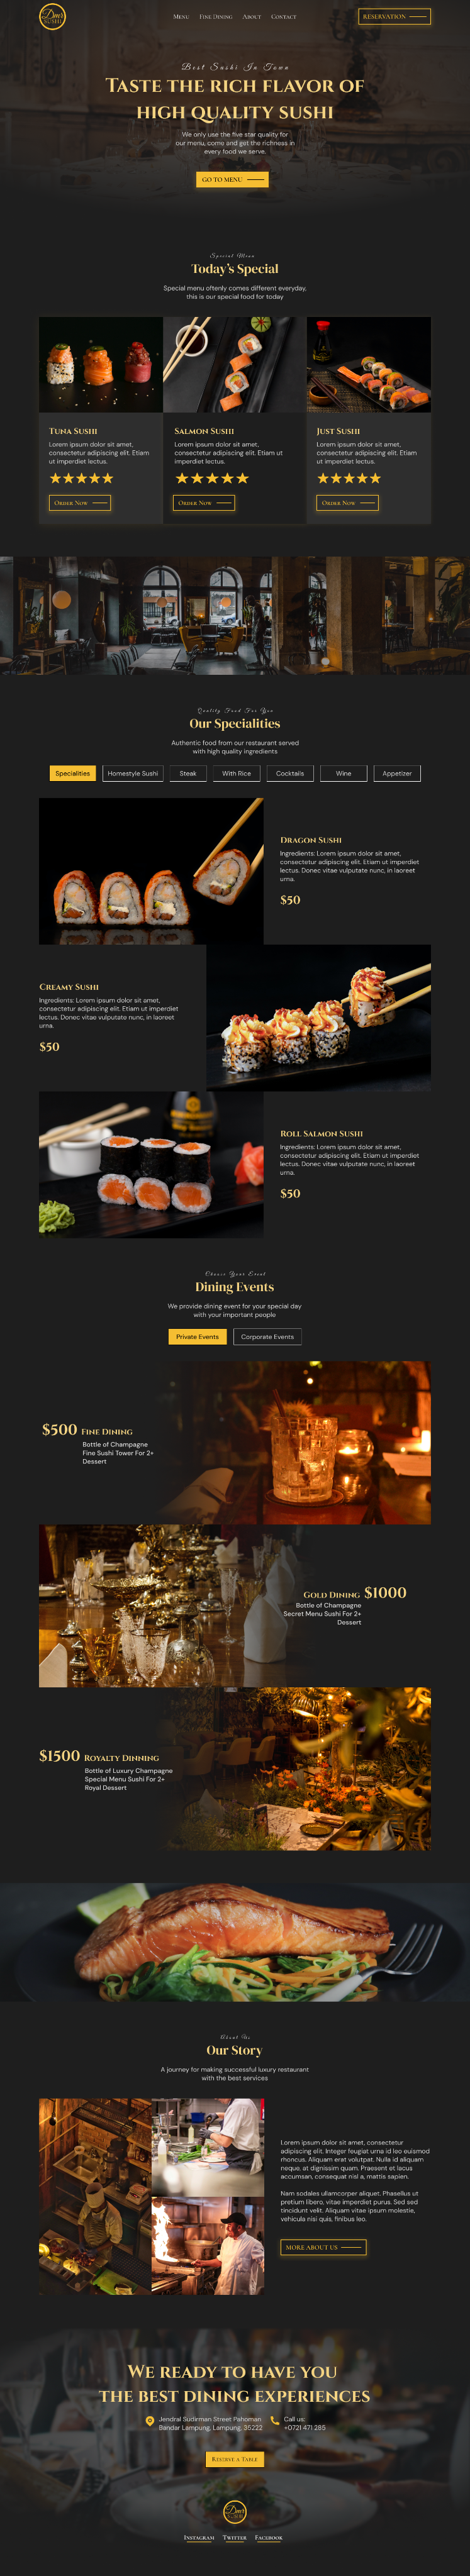 Den's
SUSHI
Menu Fine Dining About Contact
RESERVATION
Best Sushi In Town
Taste the rich flavor of
high quality sushi
We only use the five star quality for
our menu, come and get the richness in
every food we serve.
GO TO MENU
Special Menu
Today's Special
Special menu oftenly comes different everyday,
this is our special food for today
Tuna Sushi
Lorem ipsum dolor sit amet,
consectetur adipiscing elit. Etiam
ut imperdiet lectus.
Order Now
Salmon Sushi
Lorem ipsum dolor sit amet,
consectetur adipiscing elit. Etiam ut
imperdiet lectus.
Order Now
Just Sushi
Lorem ipsum dolor sit amet,
consectetur adipiscing elit. Etiam
ut imperdiet lectus.
Order Now
Quality Food For You
Our Specialities
Authentic food from our restaurant served
with high quality ingredients
Specialities Homestyle Sushi Steak With Rice Cocktails Wine Appetizer
Dragon Sushi
Ingredients: Lorem ipsum dolor sit amet,
consectetur adipiscing elit. Etiam ut imperdiet
lectus. Donec vitae vulputate nunc, in laoreet
urna.
$50
Creamy Sushi
Ingredients: Lorem ipsum dolor sit amet,
consectetur adipiscing elit. Etiam ut imperdiet
lectus. Donec vitae vulputate nunc, in laoreet
urna.
$50
Roll Salmon Sushi
Ingredients: Lorem ipsum dolor sit amet,
consectetur adipiscing elit. Etiam ut imperdiet
lectus. Donec vitae vulputate nunc, in laoreet
urna.
$50
Choose Your Event
Dining Events
We provide dining event for your special day
with your important people
Private Events Corporate Events
$500 Fine Dining
Bottle of Champagne
Fine Sushi Tower For 2+
Dessert
Gold Dining $1000
Bottle of Champagne
Secret Menu Sushi For 2+
Dessert
$1500 Royalty Dinning
Bottle of Luxury Champagne
Special Menu Sushi For 2+
Royal Dessert
About Us
Our Story
A journey for making successful luxury restaurant
with the best services
Lorem ipsum dolor sit amet, consectetur
adipiscing elit. Integer feugiat urna id leo euismod
rhoncus. Aliquam erat volutpat. Nulla id aliquam
neque, at dignissim quam. Praesent et lacus
accumsan, consequat nisl a, mattis sapien.
Nam sodales ullamcorper aliquet. Phasellus ut
pretium libero, vitae imperdiet purus. Sed sed
tincidunt velit. Aliquam vitae ipsum molestie,
vehicula nisi quis, finibus leo.
MORE ABOUT US
We ready to have you
the best dining experiences
Jendral Sudirman Street Pahoman
Bandar Lampung, Lampung, 35222
Call us:
+0721 471 285
Reserve a Table
Den's
SUSHI
Instagram Twitter Facebook